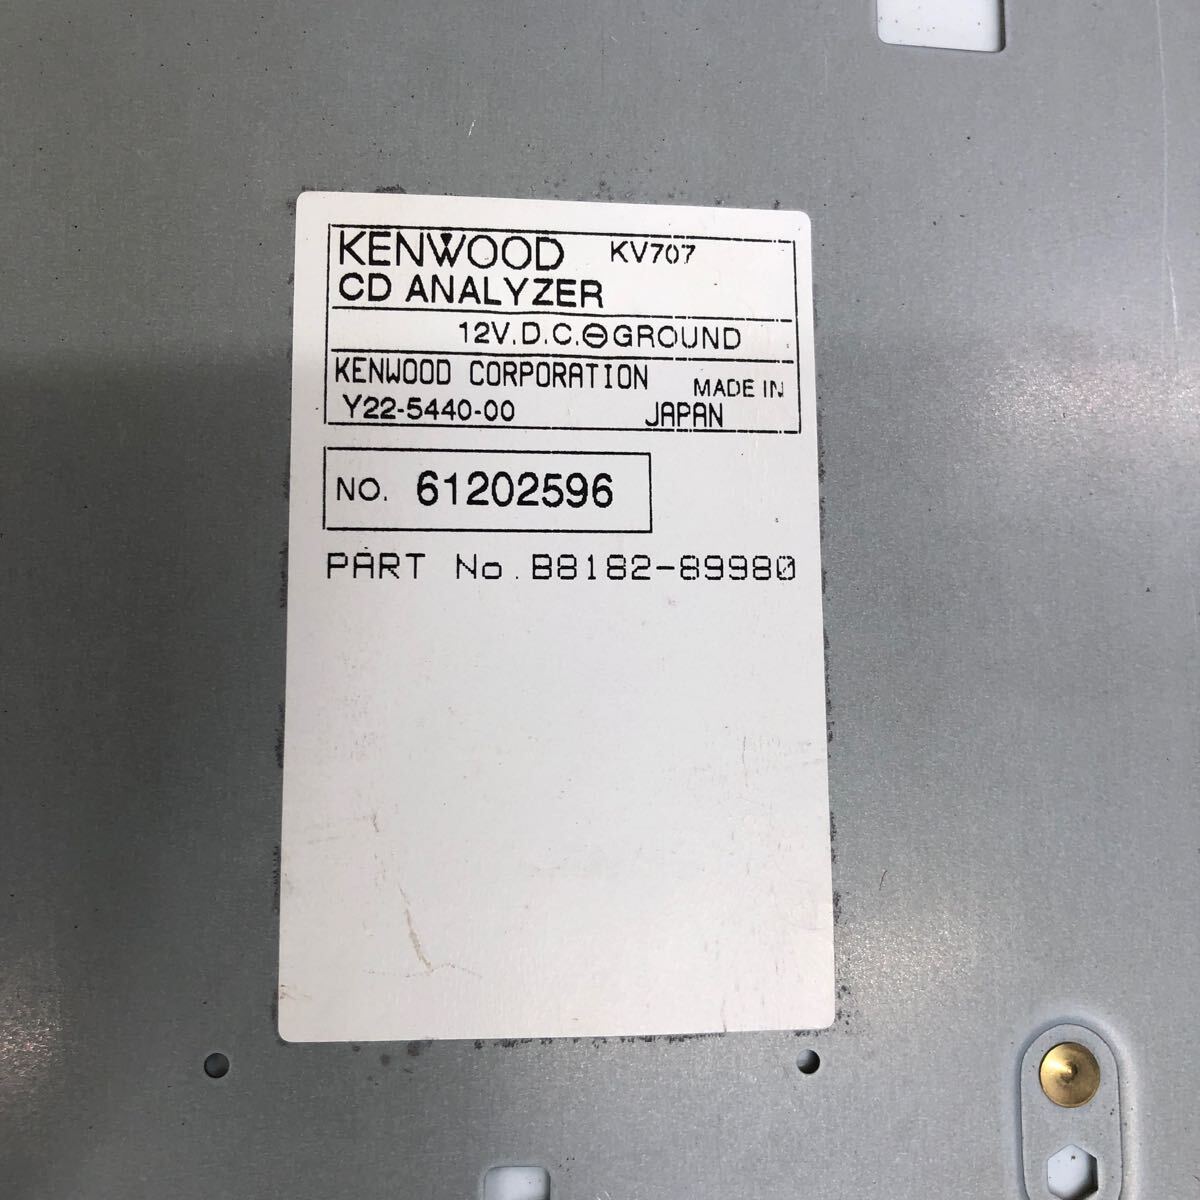 KENWOOD KV707
CD ANALYZER
12V.D.C.⊖GROUND
KENWOOD CORPORATION MADE IN
Y22-5440-00 JAPAN
NO. 61202596
PART No. B8182-89980